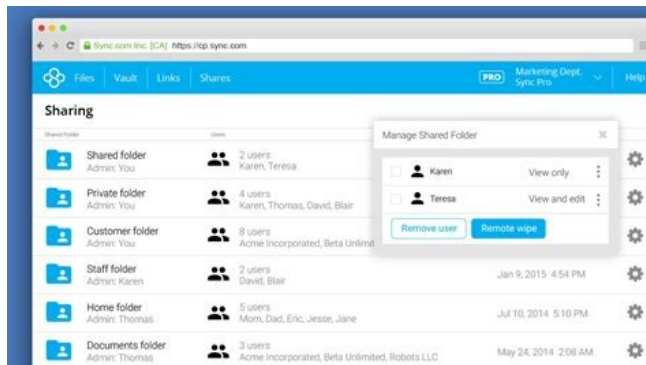 Sync.com Inc. [CA] https://cp.sync.com
Files Vault Links Shares PRO Marketing Dept. Help
Sync Pro
Sharing
Shared Folder Users
Manage Shared Folder
Shared folder 2 users
Admin: You Karen, Teresa
Karen View only
Private folder 4 users
Admin: You Karen, Thomas, David, Blair
Teresa View and edit
Customer folder 8 users
Admin: You Acme Incorporated, Beta Unlimit
Remove user Remote wipe
Staff folder 2 users Jan 9, 2015 4:54 PM
Admin: Karen David, Blair
Home folder 5 users Jul 10, 2014 5:10 PM
Admin: Thomas Mom, Dad, Eric, Jesse, Jane
Documents folder 3 users May 24, 2014 2:08 AM
Admin: Thomas Acme Incorporated, Beta Unlimited, Robots LLC